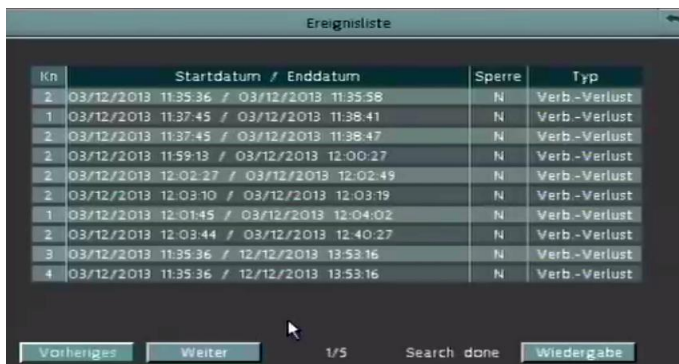 Ereignisliste
Kn Startdatum / Enddatum Sperre Typ
2 03/12/2013 11:35:36 / 03/12/2013 11:35:58 N Verb.-Verlust
1 03/12/2013 11:37:45 / 03/12/2013 11:38:41 N Verb.-Verlust
2 03/12/2013 11:37:45 / 03/12/2013 11:38:47 N Verb.-Verlust
2 03/12/2013 11:59:13 / 03/12/2013 12:00:27 N Verb.-Verlust
2 03/12/2013 12:02:27 / 03/12/2013 12:02:49 N Verb.-Verlust
2 03/12/2013 12:03:10 / 03/12/2013 12:03:19 N Verb.-Verlust
1 03/12/2013 12:01:45 / 03/12/2013 12:04:02 N Verb.-Verlust
2 03/12/2013 12:03:44 / 03/12/2013 12:40:27 N Verb.-Verlust
3 03/12/2013 11:35:36 / 12/12/2013 13:53:16 N Verb.-Verlust
4 03/12/2013 11:35:36 / 12/12/2013 13:53:16 N Verb.-Verlust
Vorheriges Weiter 1/5 Search done Wiedergabe